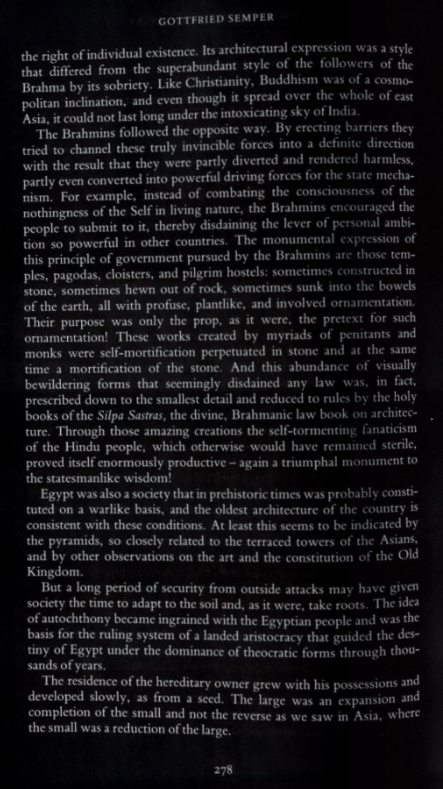 GOTTFRIED SEMPER
the right of individual existence. Its architectural expression was a style
that differed from the superabundant style of the followers of the
Brahma by its sobriety. Like Christianity, Buddhism was of a cosmo-
politan inclination, and even though it spread over the whole of east
Asia, it could not last long under the intoxicating sky of India.
The Brahmins followed the opposite way. By erecting barriers they
tried to channel these truly invincible forces into a definite direction
with the result that they were partly diverted and rendered harmless,
partly even converted into powerful driving forces for the state mecha-
nism. For example, instead of combating the consciousness of the
nothingness of the Self in living nature, the Brahmins encouraged the
people to submit to it, thereby disdaining the lever of personal ambi-
tion so powerful in other countries. The monumental expression of
this principle of government pursued by the Brahmins are those tem-
ples, pagodas, cloisters, and pilgrim hostels: sometimes constructed in
stone, sometimes hewn out of rock, sometimes sunk into the bowels
of the earth, all with profuse, plantlike, and involved ornamentation.
Their purpose was only the prop, as it were, the pretext for such
ornamentation! These works created by myriads of penitants and
monks were self-mortification perpetuated in stone and at the same
time a mortification of the stone. And this abundance of visually
bewildering forms that seemingly disdained any law was, in fact,
prescribed down to the smallest detail and reduced to rules by the holy
books of the Silpa Sastras, the divine, Brahmanic law book on architec-
ture. Through those amazing creations the self-tormenting fanaticism
of the Hindu people, which otherwise would have remained sterile,
proved itself enormously productive – again a triumphal monument to
the statesmanlike wisdom!
Egypt was also a society that in prehistoric times was probably consti-
tuted on a warlike basis, and the oldest architecture of the country is
consistent with these conditions. At least this seems to be indicated by
the pyramids, so closely related to the terraced towers of the Asians,
and by other observations on the art and the constitution of the Old
Kingdom.
But a long period of security from outside attacks may have given
society the time to adapt to the soil and, as it were, take roots. The idea
of autochthony became ingrained with the Egyptian people and was the
basis for the ruling system of a landed aristocracy that guided the des-
tiny of Egypt under the dominance of theocratic forms through thou-
sands of years.
The residence of the hereditary owner grew with his possessions and
developed slowly, as from a seed. The large was an expansion and
completion of the small and not the reverse as we saw in Asia, where
the small was a reduction of the large.
278